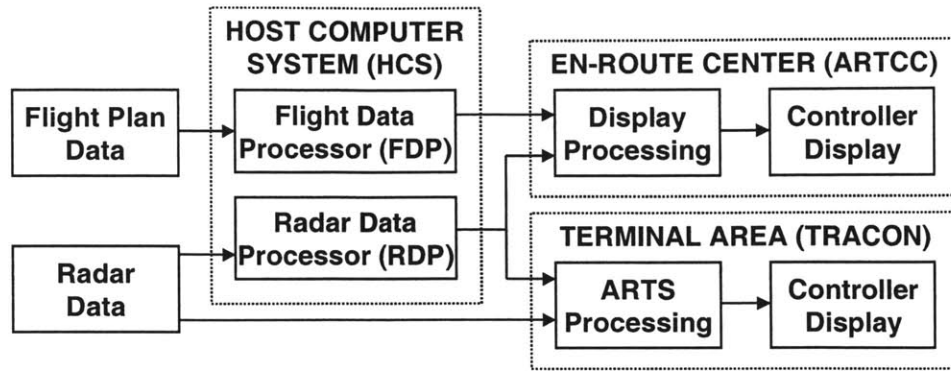 HOST COMPUTER
SYSTEM (HCS)
Flight Plan
Data
Flight Data
Processor (FDP)
Radar Data
Processor (RDP)
Radar
Data
EN-ROUTE CENTER (ARTCC)
Display
Processing
Controller
Display
TERMINAL AREA (TRACON)
ARTS
Processing
Controller
Display